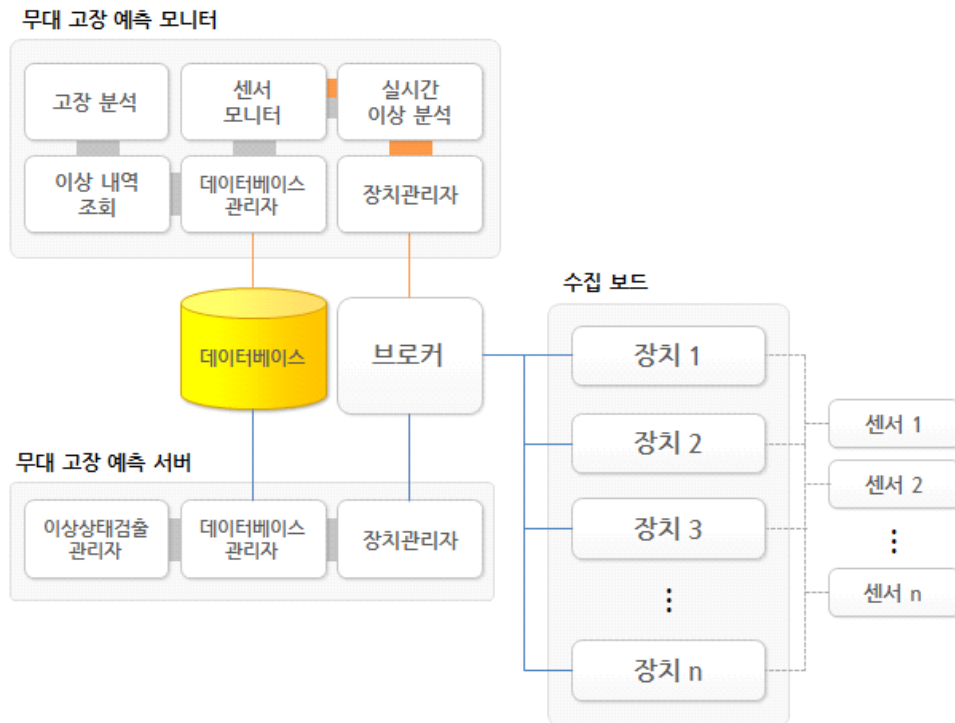 무대 고장 예측 모니터
고장 분석
센서
모니터
실시간
이상 분석
이상 내역
조회
데이터베이스
관리자
장치관리자
데이터베이스
브로커
수집 보드
장치 1
장치 2
장치 3
⋮
장치 n
센서 1
센서 2
⋮
센서 n
무대 고장 예측 서버
이상상태검출
관리자
데이터베이스
관리자
장치관리자